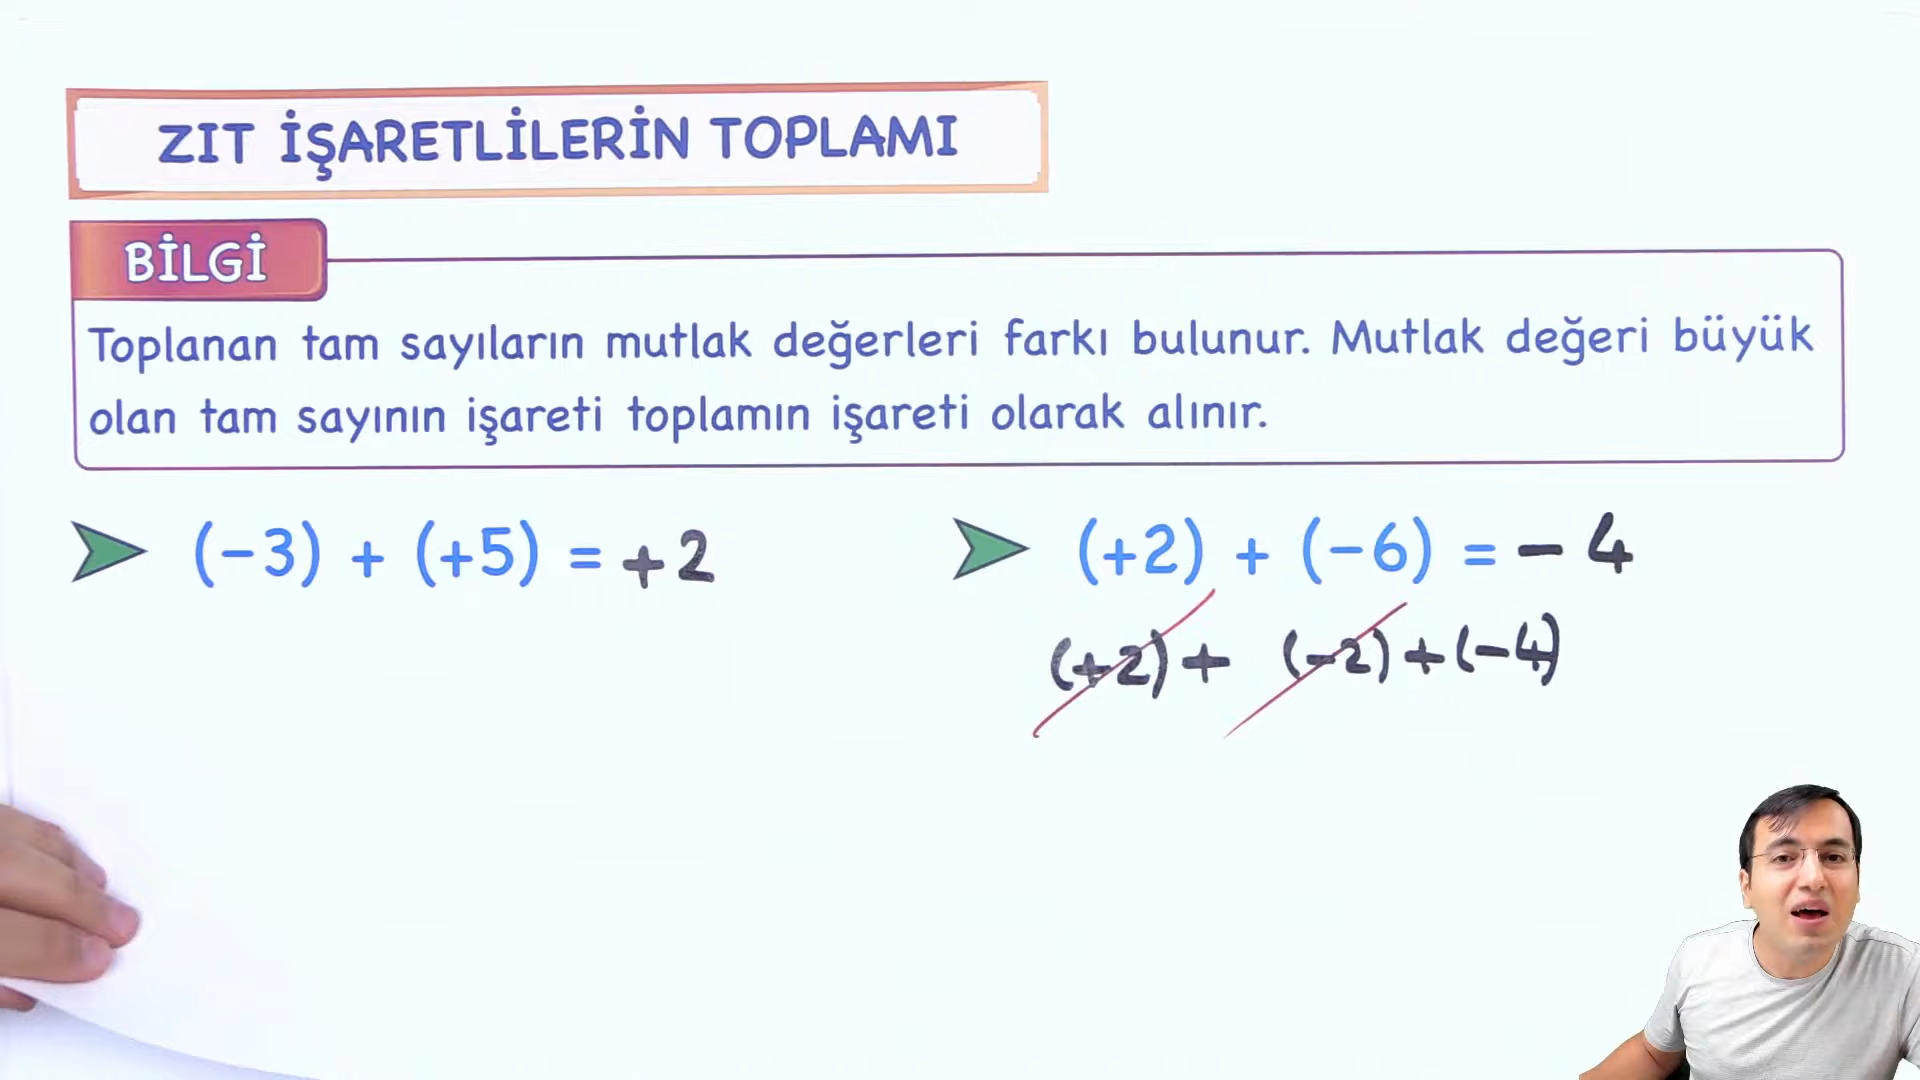 ZIT İŞARETLİLERİN TOPLAMI
BİLGİ
Toplanan tam sayıların mutlak değerleri farkı bulunur. Mutlak değeri büyük
olan tam sayının işareti toplamın işareti olarak alınır.
(-3) + (+5) = +2
(+2) + (-6) = - 4
(+2) + (-2) + (-4)